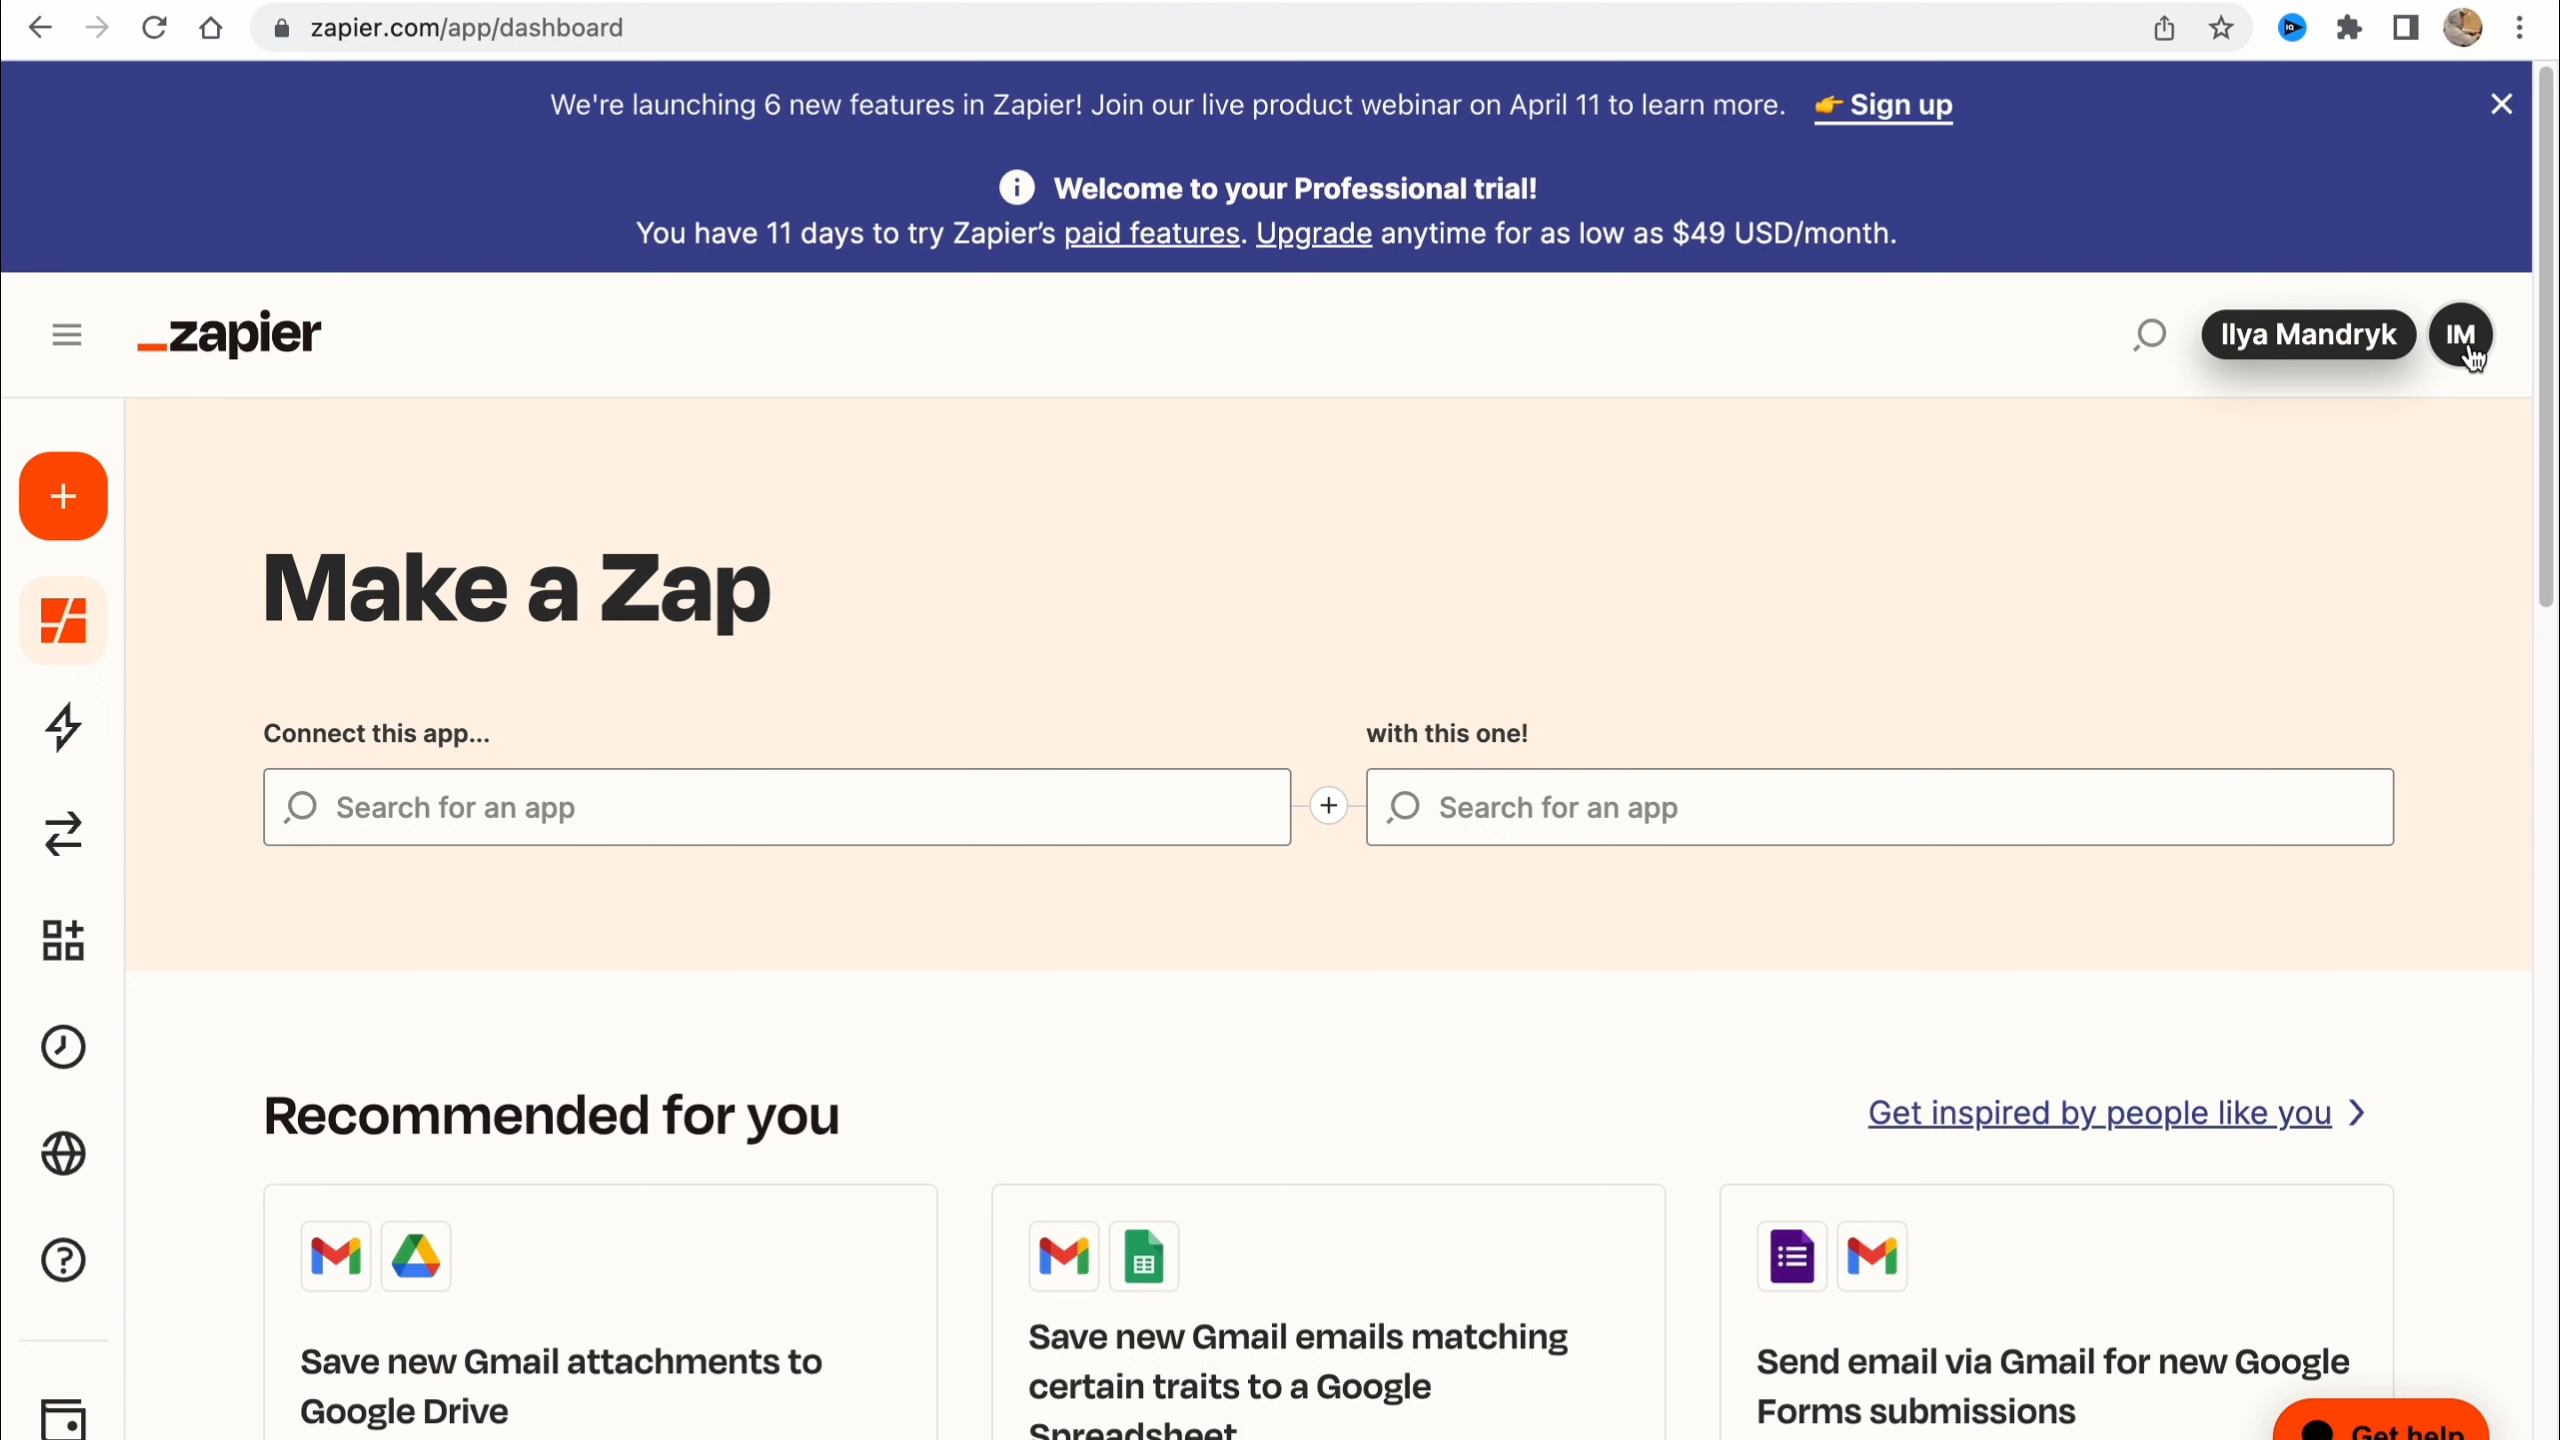 zapier.com/app/dashboard
We're launching 6 new features in Zapier! Join our live product webinar on April 11 to learn more. 👉 Sign up
Welcome to your Professional trial!
You have 11 days to try Zapier's paid features. Upgrade anytime for as low as $49 USD/month.
_zapier
Ilya Mandryk
IM
Make a Zap
Connect this app...
with this one!
Search for an app
Search for an app
Recommended for you
Get inspired by people like you
Save new Gmail attachments to
Google Drive
Save new Gmail emails matching
certain traits to a Google
Spreadsheet
Send email via Gmail for new Google
Forms submissions
Get help